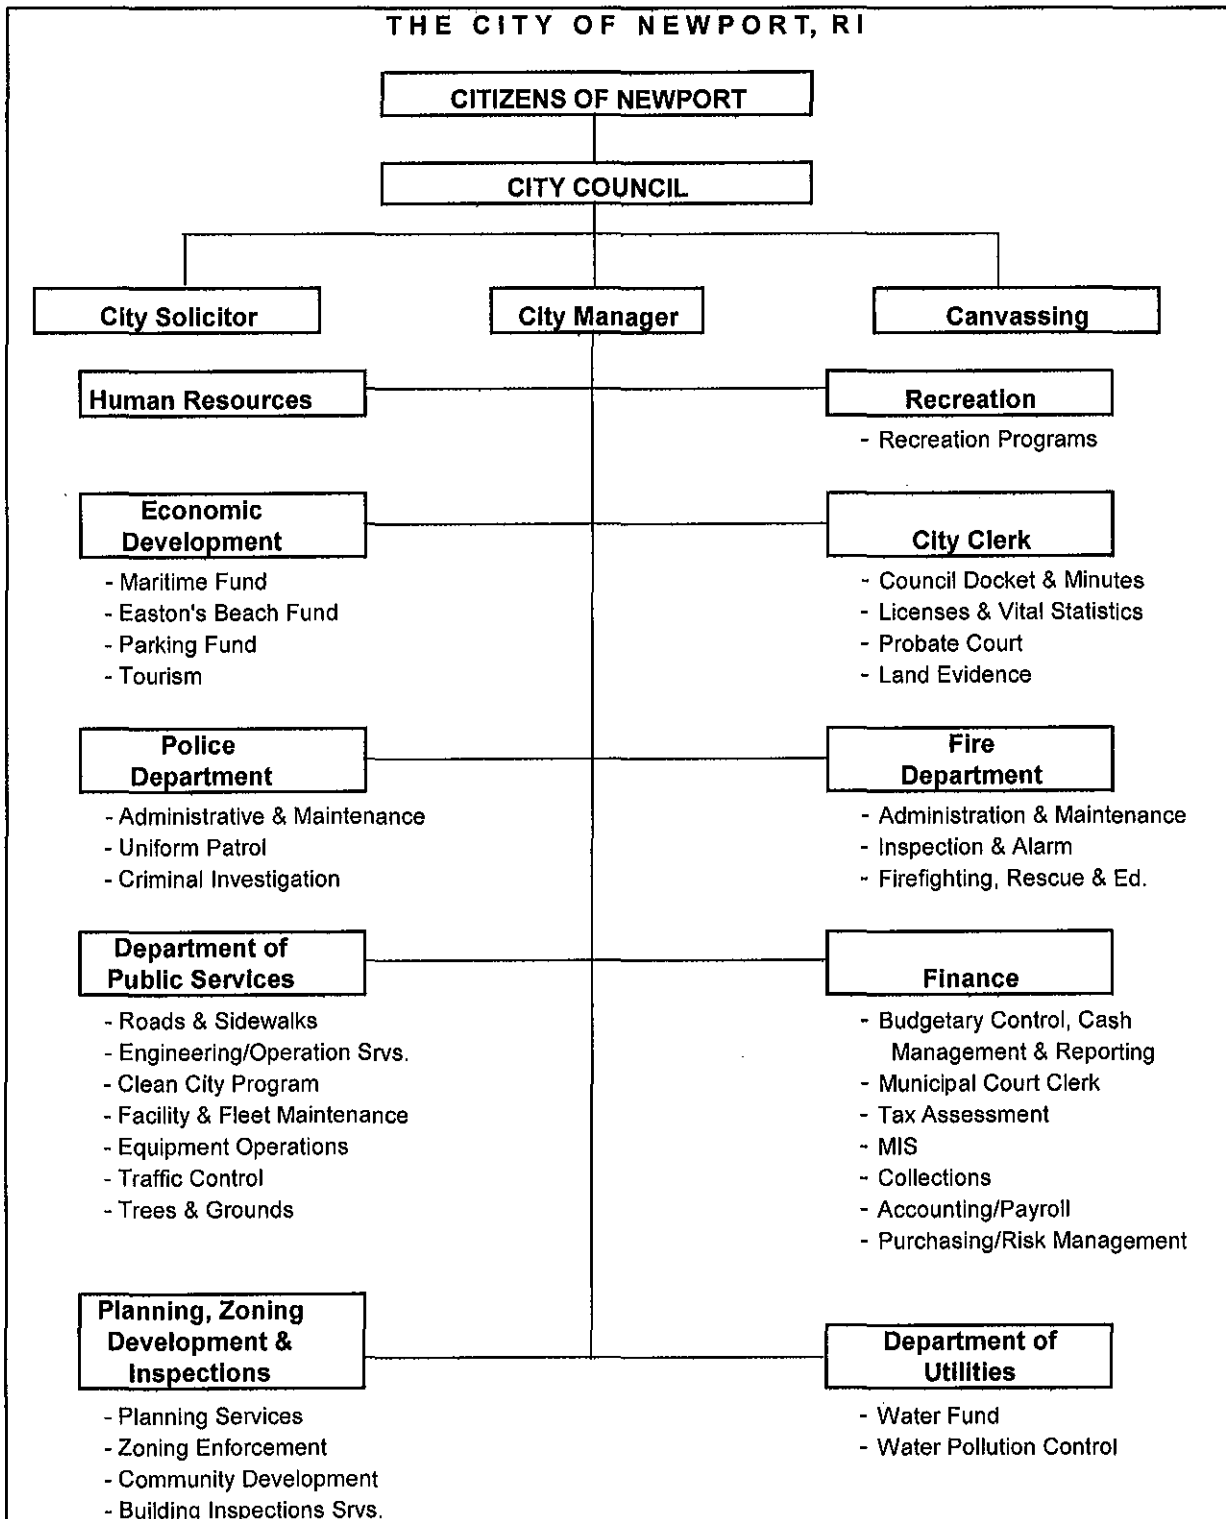 THE CITY OF NEWPORT, RI
CITIZENS OF NEWPORT
CITY COUNCIL
City Solicitor
City Manager
Canvassing
Human Resources
Recreation
- Recreation Programs
Economic
Development
- Maritime Fund
- Easton's Beach Fund
- Parking Fund
- Tourism
City Clerk
- Council Docket & Minutes
- Licenses & Vital Statistics
- Probate Court
- Land Evidence
Police
Department
- Administrative & Maintenance
- Uniform Patrol
- Criminal Investigation
Fire
Department
- Administration & Maintenance
- Inspection & Alarm
- Firefighting, Rescue & Ed.
Department of
Public Services
- Roads & Sidewalks
- Engineering/Operation Srvs.
- Clean City Program
- Facility & Fleet Maintenance
- Equipment Operations
- Traffic Control
- Trees & Grounds
Finance
- Budgetary Control, Cash
Management & Reporting
- Municipal Court Clerk
- Tax Assessment
- MIS
- Collections
- Accounting/Payroll
- Purchasing/Risk Management
Planning, Zoning
Development &
Inspections
- Planning Services
- Zoning Enforcement
- Community Development
- Building Inspections Srvs.
Department of
Utilities
- Water Fund
- Water Pollution Control